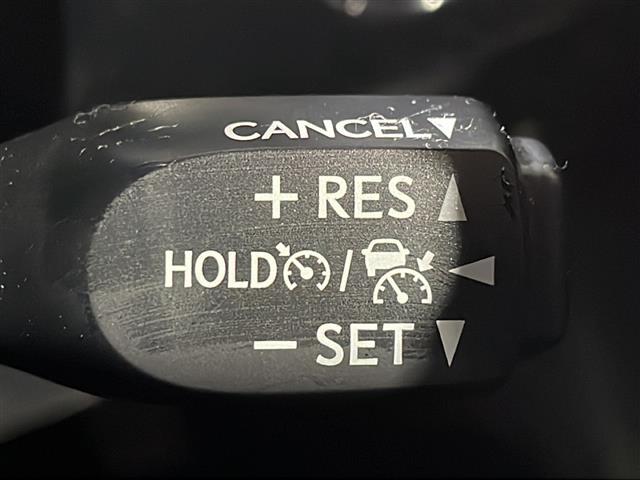 CANCEL
+ RES
HOLD /
− SET